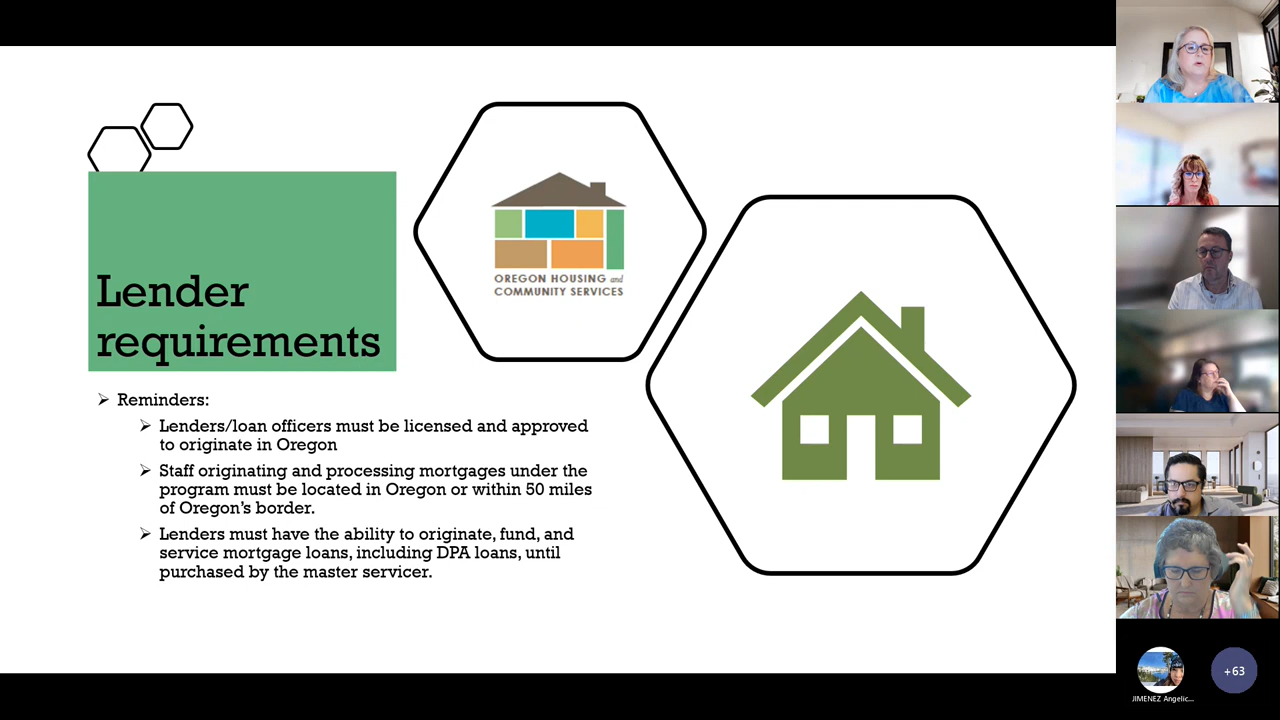 OREGON HOUSING and
COMMUNITY SERVICES
Lender
requirements
Reminders:
Lenders/loan officers must be licensed and approved
to originate in Oregon
Staff originating and processing mortgages under the
program must be located in Oregon or within 50 miles
of Oregon's border.
Lenders must have the ability to originate, fund, and
service mortgage loans, including DPA loans, until
purchased by the master servicer.
JIMENEZ Angelic...
+63